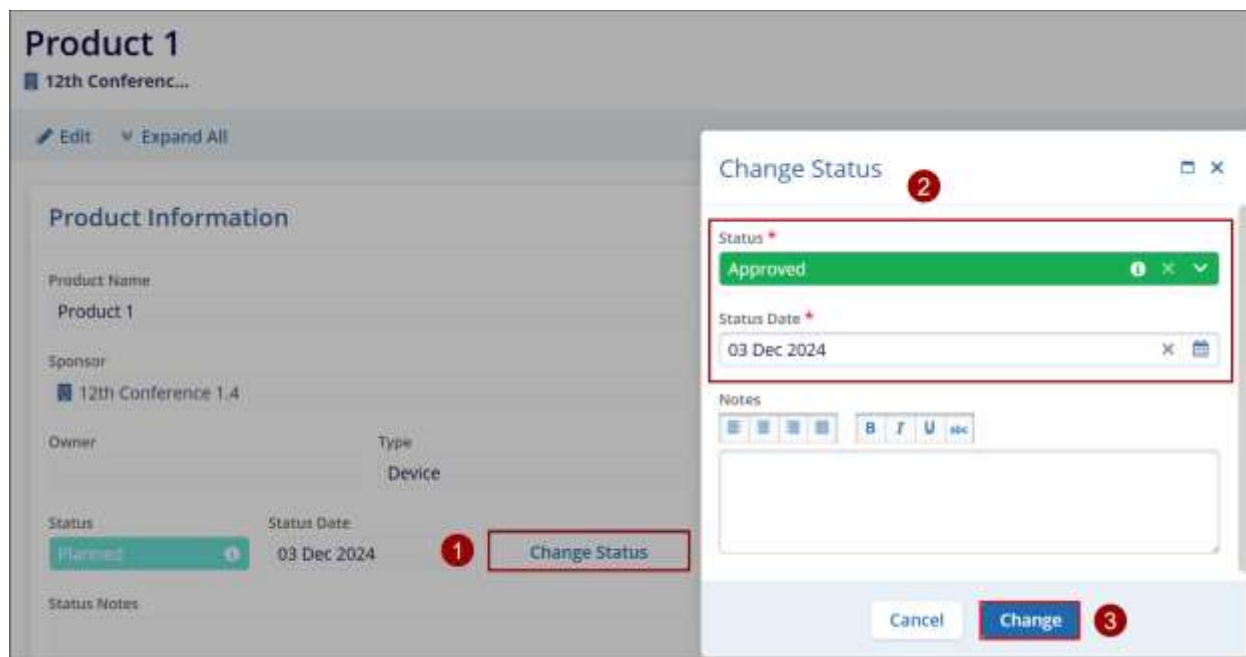 Product 1
12th Conferenc...
Edit Expand All
Product Information
Product Name
Product 1
Sponsor
12th Conference 1.4
Owner Type
Device
Status Status Date
Planned 03 Dec 2024 1 Change Status
Status Notes
Change Status 2
Status *
Approved
Status Date *
03 Dec 2024
Notes
B I U abc
Cancel Change 3